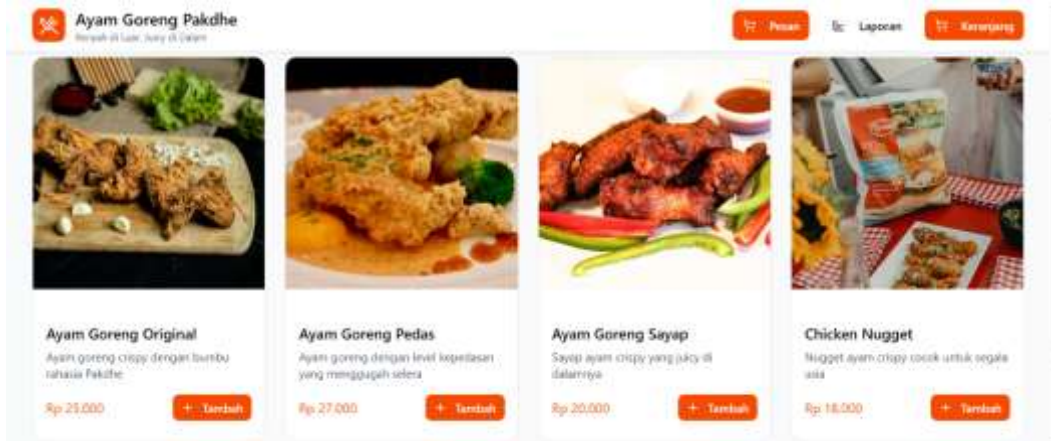 Ayam Goreng Pakdhe
Renyah di Luar, Juicy di Dalam
Pesan
Laporan
Keranjang
Ayam Goreng Original
Ayam goreng crispy dengan bumbu
rahasia Pakdhe
Rp 25.000
+ Tambah
Ayam Goreng Pedas
Ayam goreng dengan level kepedasan
yang menggugah selera
Rp 27.000
+ Tambah
Ayam Goreng Sayap
Sayap ayam crispy yang juicy di
dalamnya
Rp 20.000
+ Tambah
Chicken Nugget
Nugget ayam crispy cocok untuk segala
usia
Rp 18.000
+ Tambah